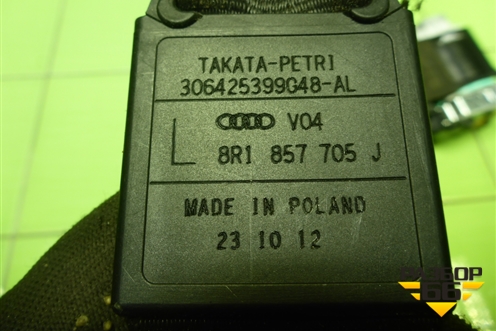 TAKATA-PETRI
306425399G48-AL
V04
L 8R1 857 705 J
MADE IN POLAND
23 10 12